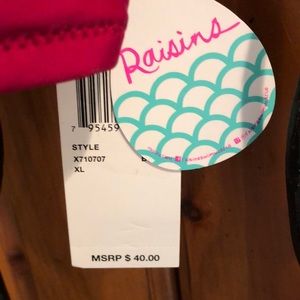 Raisins
7 95459
STYLE
X710707
XL
MSRP $ 40.00